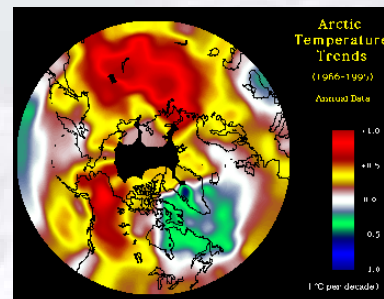 Arctic
Temperature
Trends
(1966-1995)
Annual Data
+1.0
+0.5
0.0
0.5
1.0
(°C per decade)